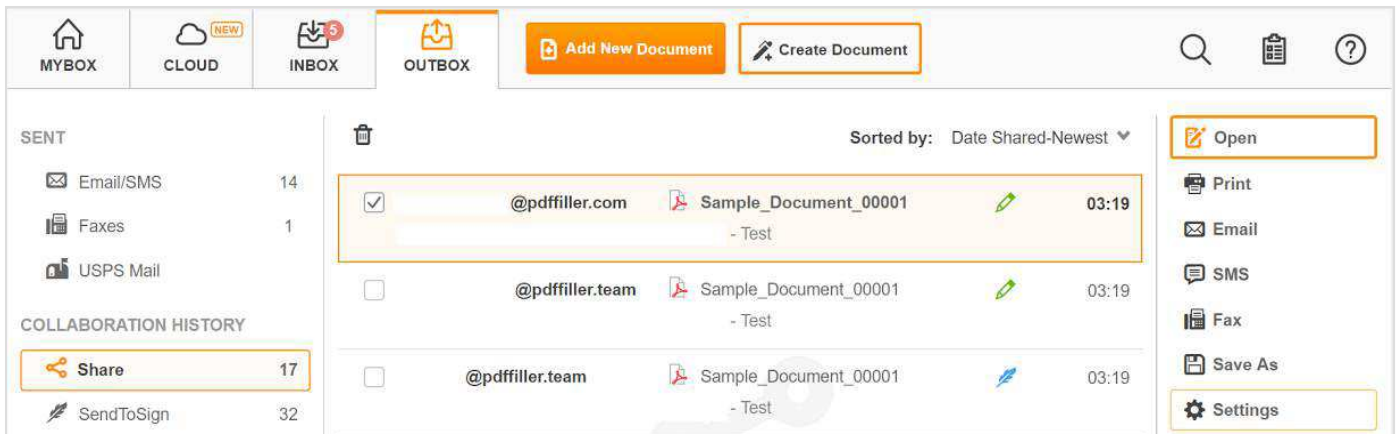 MYBOX
CLOUD
NEW
INBOX
5
OUTBOX
Add New Document
Create Document
SENT
Email/SMS 14
Faxes 1
USPS Mail
COLLABORATION HISTORY
Share 17
SendToSign 32
Sorted by: Date Shared-Newest
@pdffiller.com Sample_Document_00001 03:19
- Test
@pdffiller.team Sample_Document_00001 03:19
- Test
@pdffiller.team Sample_Document_00001 03:19
- Test
Open
Print
Email
SMS
Fax
Save As
Settings